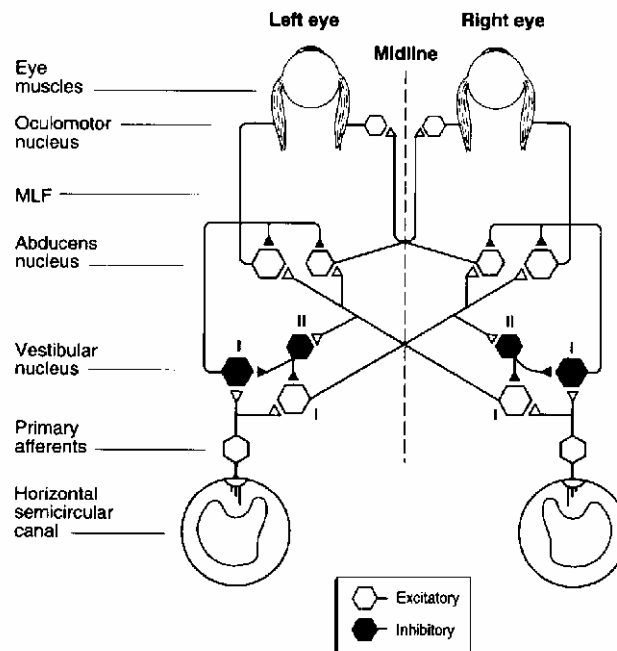 Left eye
Right eye
Midline
Eye
muscles
Oculomotor
nucleus
MLF
Abducens
nucleus
II
II
I
I
Vestibular
nucleus
I
I
Primary
afferents
Horizontal
semicircular
canal
Excitatory
Inhibitory